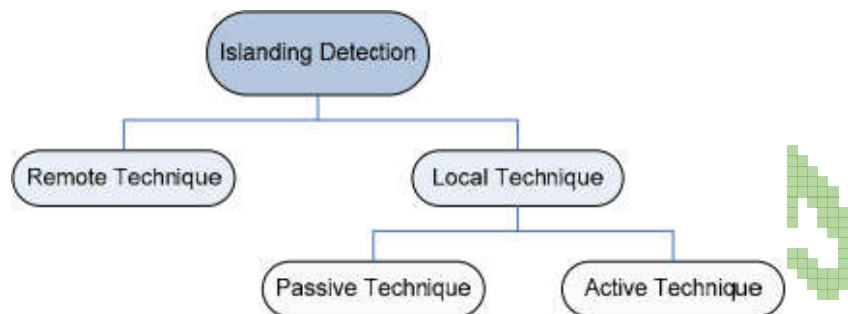 Islanding Detection
Remote Technique
Local Technique
Passive Technique
Active Technique